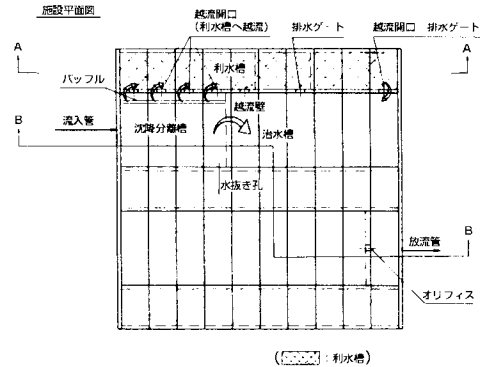 施設平面図
越流開口
(利水槽へ越流)
排水ゲート
越流開口 排水ゲート
A
A
バッフル
利水槽
越流壁
流入管
沈降分離槽
治水槽
B
水抜き孔
B
放流管
オリフィス
( : 利水槽)